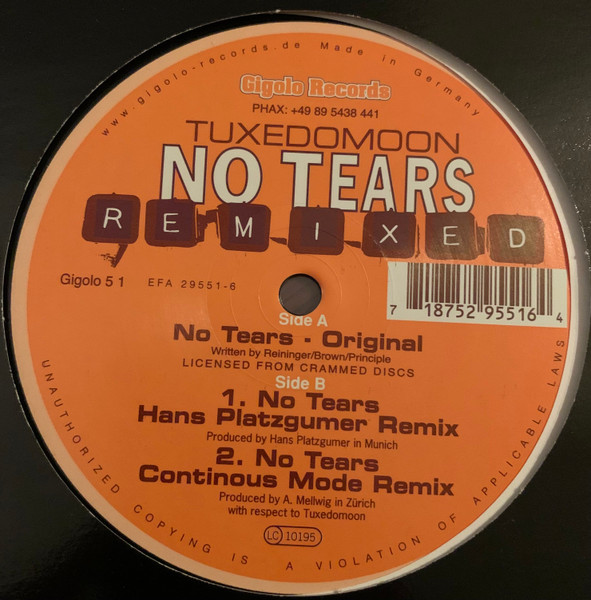 www.gigolo-records.de Made in Germany
Gigolo Records
PHAX: +49 89 5438 441
TUXEDOMOON
NO TEARS
REMIXED
Gigolo 51 EFA 29551-6
7 18752 95516 4
Side A
No Tears - Original
Written by Reininger/Brown/Principle
LICENSED FROM CRAMMED DISCS
Side B
1. No Tears
Hans Platzgumer Remix
Produced by Hans Platzgumer in Munich
2. No Tears
Continous Mode Remix
Produced by A. Mellwig in Zürich
with respect to Tuxedomoon
LC 10195
UNAUTHORIZED COPYING IS A VIOLATION OF APPLICABLE LAWS